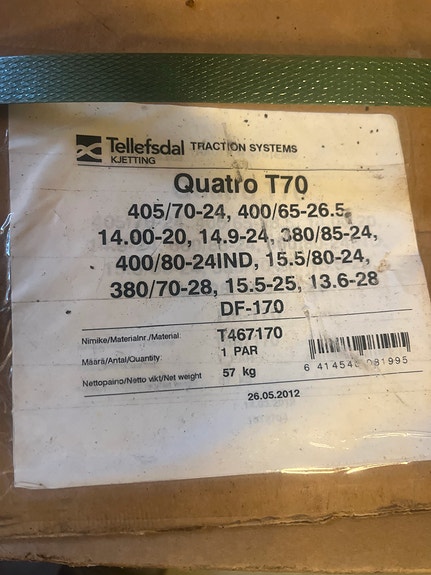 Tellefsdal TRACTION SYSTEMS
KJETTING
Quatro T70
405/70-24, 400/65-26.5,
14.00-20, 14.9-24, 380/85-24,
400/80-24IND, 15.5/80-24,
380/70-28, 15.5-25, 13.6-28
DF-170
Nimike/Materialnr./Material T467170
Määrä/Antal/Quantity: 1 PAR
Nettopaino/Netto vikt/Net weight 57 kg
6 414548 081995
26.05.2012